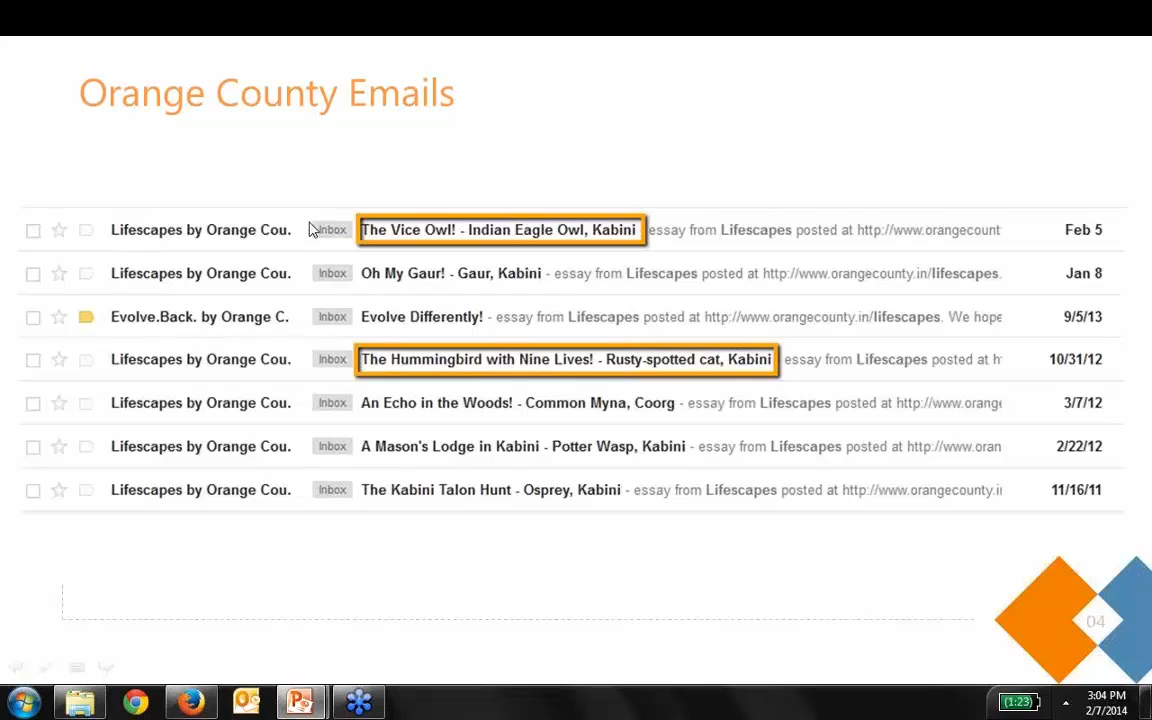 Orange County Emails
Lifescapes by Orange Cou. Inbox The Vice Owl! - Indian Eagle Owl, Kabini essay from Lifescapes posted at http://www.orangecount Feb 5
Lifescapes by Orange Cou. Inbox Oh My Gaur! - Gaur, Kabini - essay from Lifescapes posted at http://www.orangecounty.in/lifescapes. Jan 8
Evolve.Back. by Orange C. Inbox Evolve Differently! - essay from Lifescapes posted at http://www.orangecounty.in/lifescapes. We hope 9/5/13
Lifescapes by Orange Cou. Inbox The Hummingbird with Nine Lives! - Rusty-spotted cat, Kabini essay from Lifescapes posted at h 10/31/12
Lifescapes by Orange Cou. Inbox An Echo in the Woods! - Common Myna, Coorg - essay from Lifescapes posted at http://www.orange 3/7/12
Lifescapes by Orange Cou. Inbox A Mason's Lodge in Kabini - Potter Wasp, Kabini - essay from Lifescapes posted at http://www.oran 2/22/12
Lifescapes by Orange Cou. Inbox The Kabini Talon Hunt - Osprey, Kabini - essay from Lifescapes posted at http://www.orangecounty.i 11/16/11
04
(1:23) 3:04 PM
2/7/2014